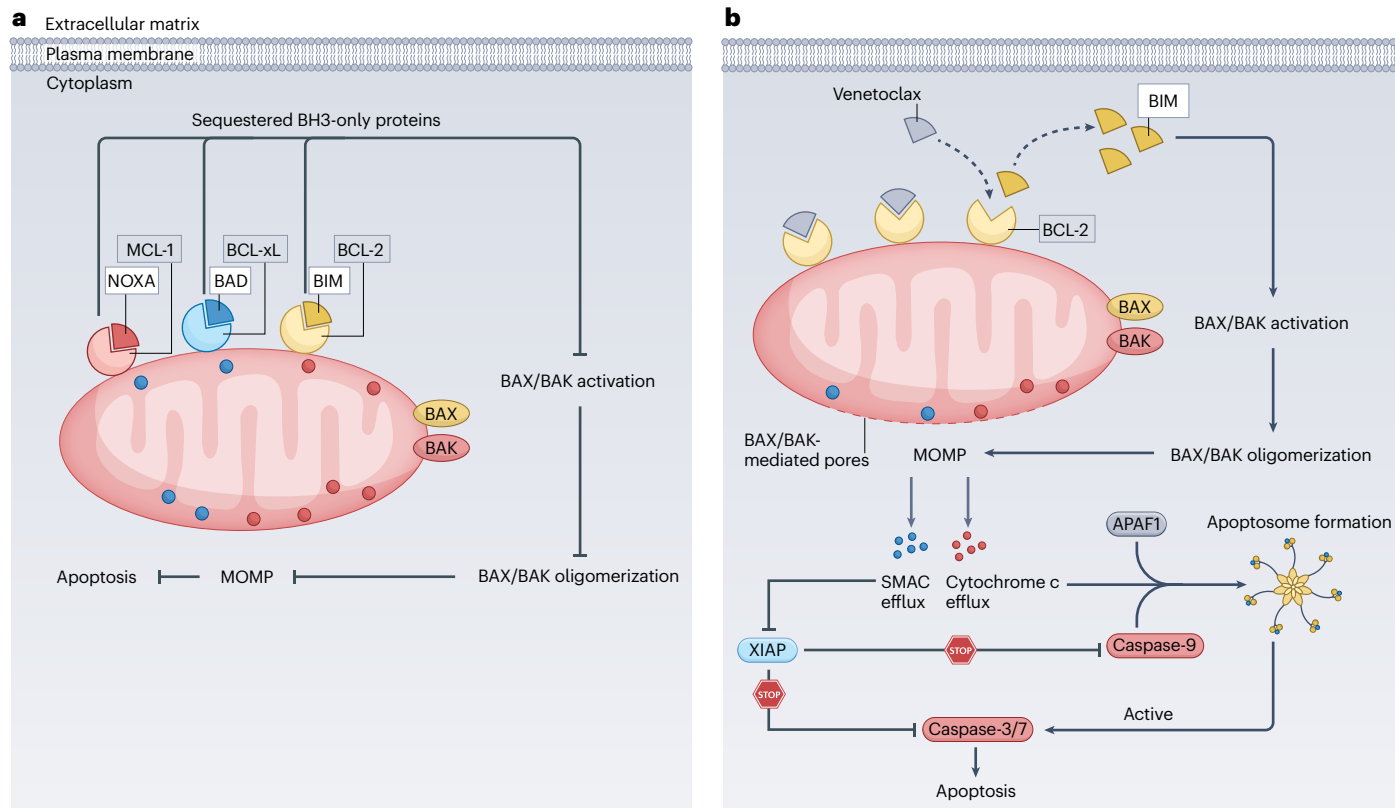 a
Extracellular matrix
Plasma membrane
Cytoplasm
Sequestered BH3-only proteins
MCL-1
BCL-xL
BCL-2
NOXA
BAD
BIM
BAX/BAK activation
BAX
BAK
Apoptosis
MOMP
BAX/BAK oligomerization
b
Venetoclax
BIM
BCL-2
BAX
BAK
BAX/BAK activation
BAX/BAK-
mediated pores
MOMP
BAX/BAK oligomerization
APAF1
Apoptosome formation
SMAC
efflux
Cytochrome c
efflux
XIAP
STOP
Caspase-9
STOP
Active
Caspase-3/7
Apoptosis